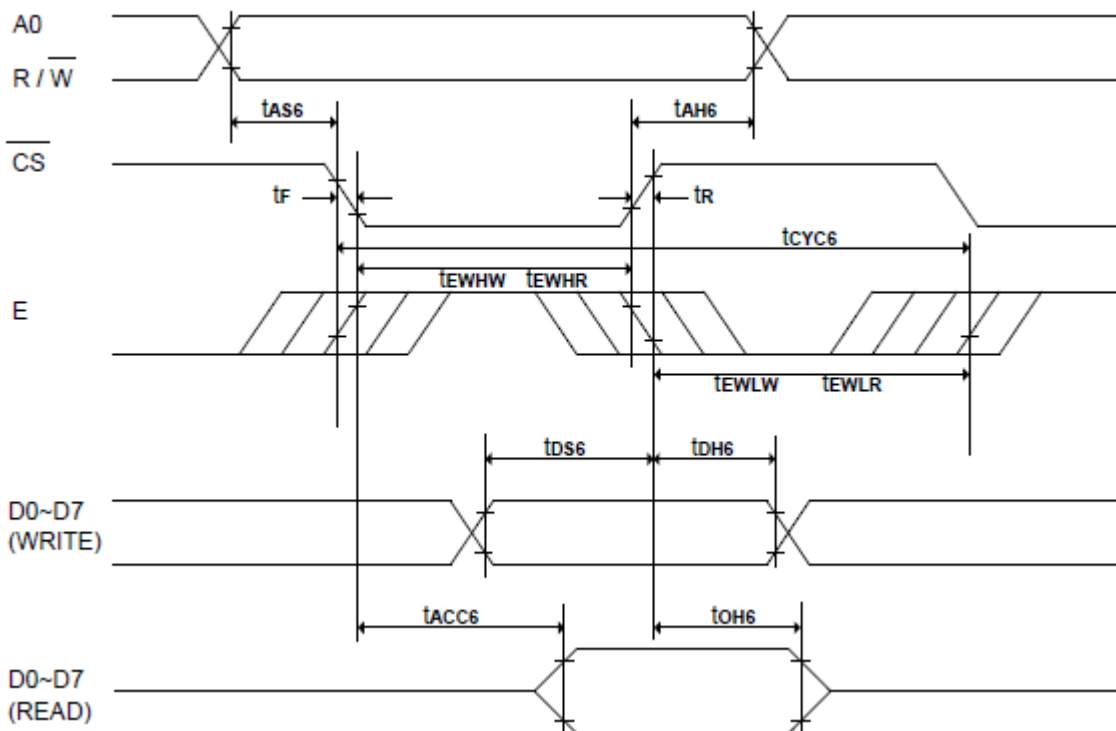 A0
R / W
tAS6 tAH6
CS
tF tR
tCYC6
tEWHW tEWHR
E
tEWLW tEWLR
tDS6 tDH6
D0~D7
(WRITE)
tACC6 tOH6
D0~D7
(READ)